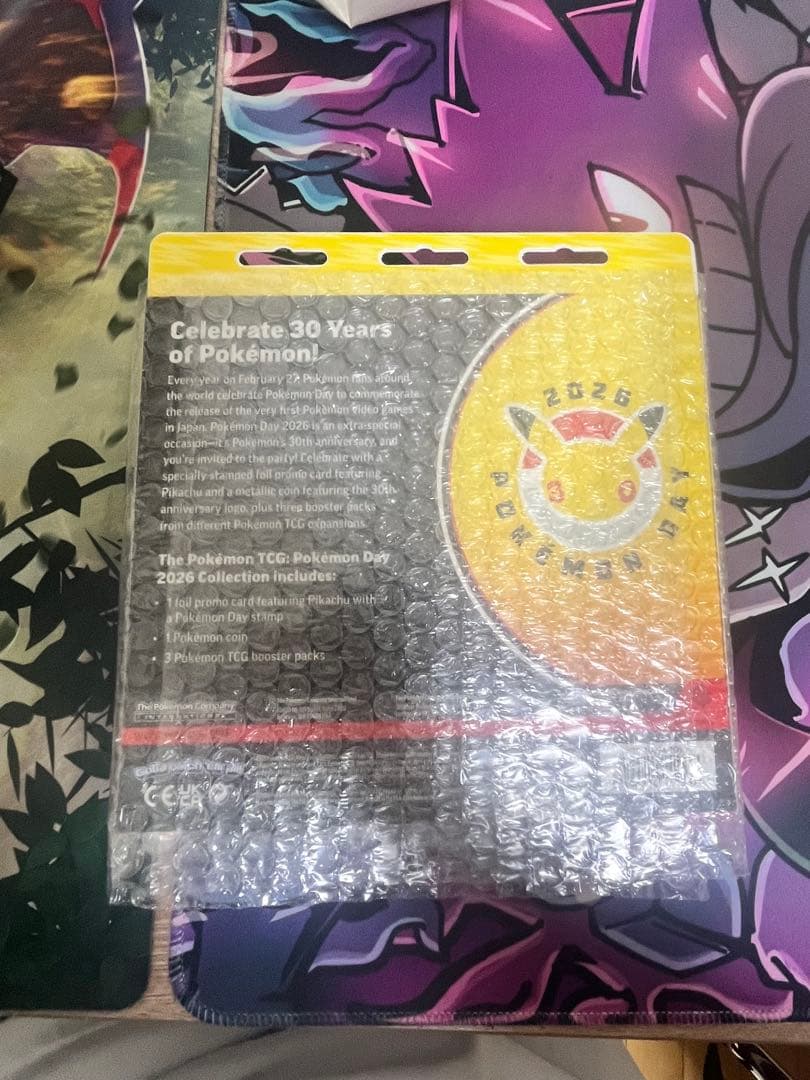 Celebrate 30 Years
of Pokémon!
Every year on February 27, Pokémon fans around
the world celebrate Pokémon Day to commemorate
the release of the very first Pokémon video games
in Japan. Pokémon Day 2026 is an extra-special
occasion—it's Pokémon's 30th anniversary, and
you're invited to the party! Celebrate with a
specially stamped foil promo card featuring
Pikachu and a metallic coin featuring the 30th
anniversary logo, plus three booster packs
from different Pokémon TCG expansions.
The Pokémon TCG: Pokémon Day
2026 Collection includes:
• 1 foil promo card featuring Pikachu with
a Pokémon Day stamp
• 1 Pokémon coin
• 3 Pokémon TCG booster packs
2026
POKÉMON DAY
The Pokémon Company
INTERNATIONAL
CE UK
CA